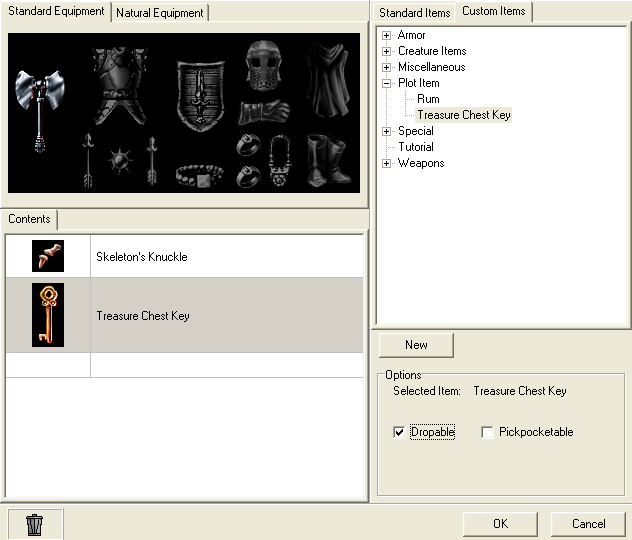 Standard Equipment
Natural Equipment
Standard Items
Custom Items
Armor
Creature Items
Miscellaneous
Plot Item
Rum
Treasure Chest Key
Special
Tutorial
Weapons
Contents
Skeleton's Knuckle
Treasure Chest Key
New
Options
Selected Item: Treasure Chest Key
Dropable
Pickpocketable
OK
Cancel